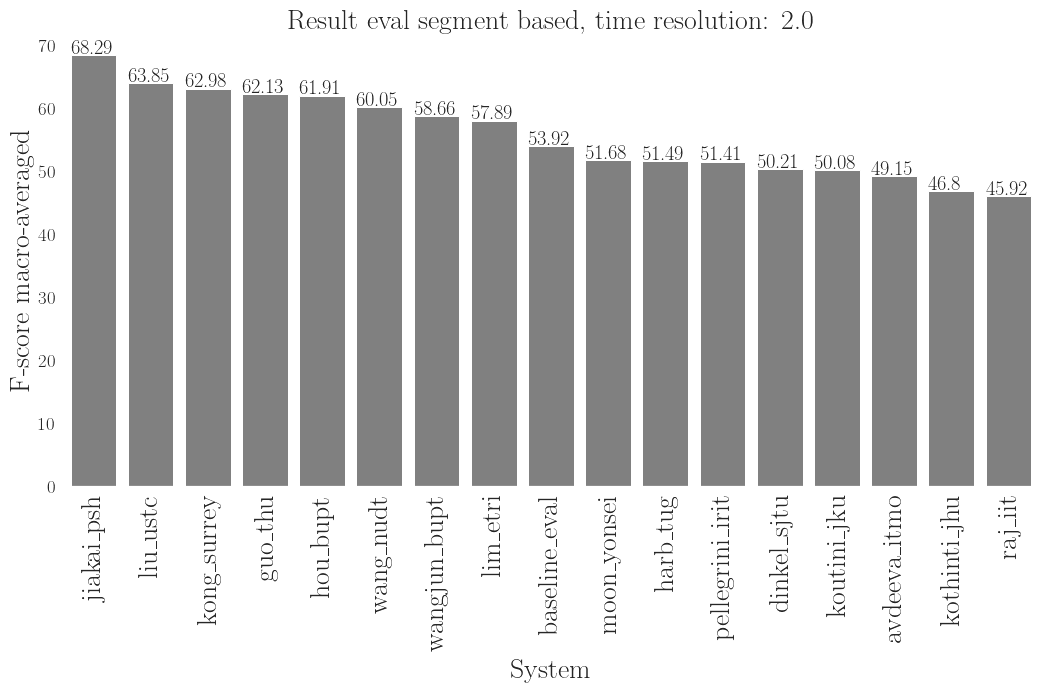 Result eval segment based, time resolution: 2.0
F-score macro-averaged
70
60
50
40
30
20
10
0
68.29
63.85
62.98
62.13
61.91
60.05
58.66
57.89
53.92
51.68
51.49
51.41
50.21
50.08
49.15
46.8
45.92
jiakai_psh
liu_ustc
kong_surrey
guo_thu
hou_bupt
wang_nudt
wangjun_bupt
lim_etri
baseline_eval
moon_yonsei
harb_tug
pellegrini_irit
dinkel_sjtu
koutini_jku
avdeeva_itmo
kothinti_jhu
raj_iit
System